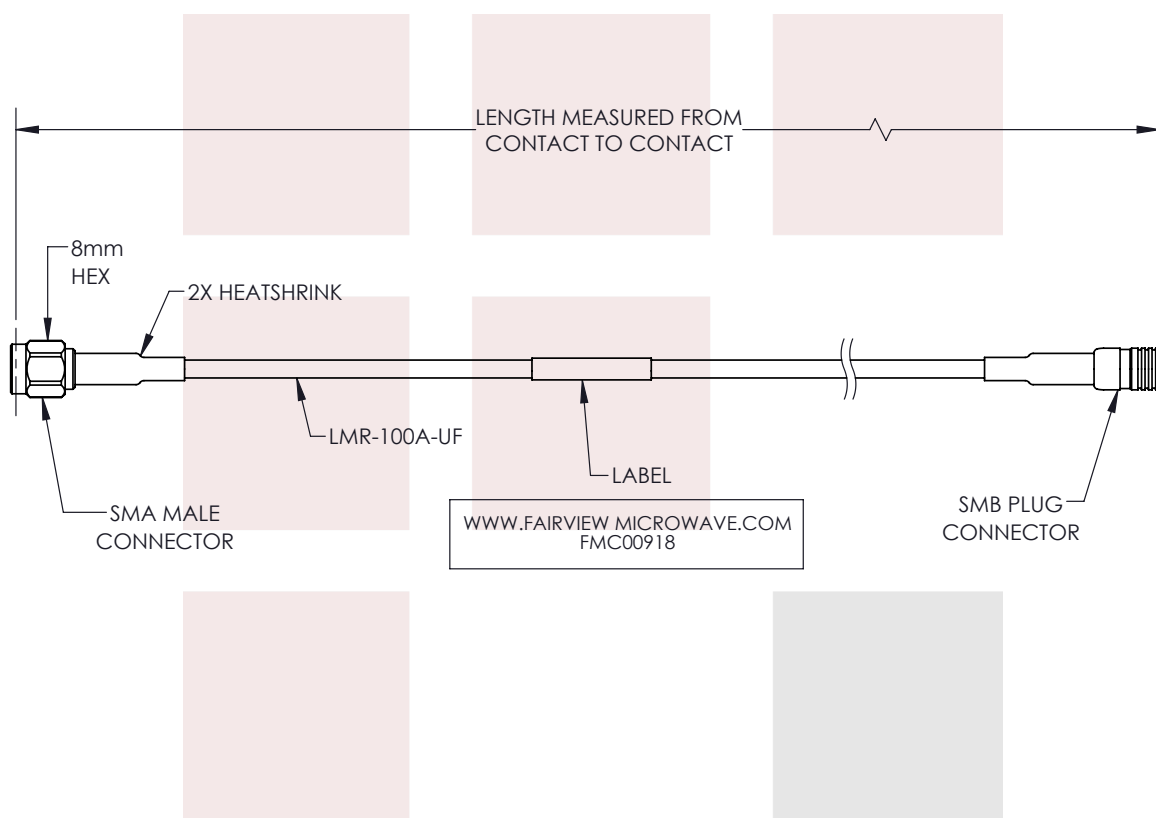 LENGTH MEASURED FROM
CONTACT TO CONTACT
8mm
HEX
2X HEATSHRINK
LMR-100A-UF
LABEL
SMA MALE
CONNECTOR
WWW.FAIRVIEW MICROWAVE.COM
FMC00918
SMB PLUG
CONNECTOR